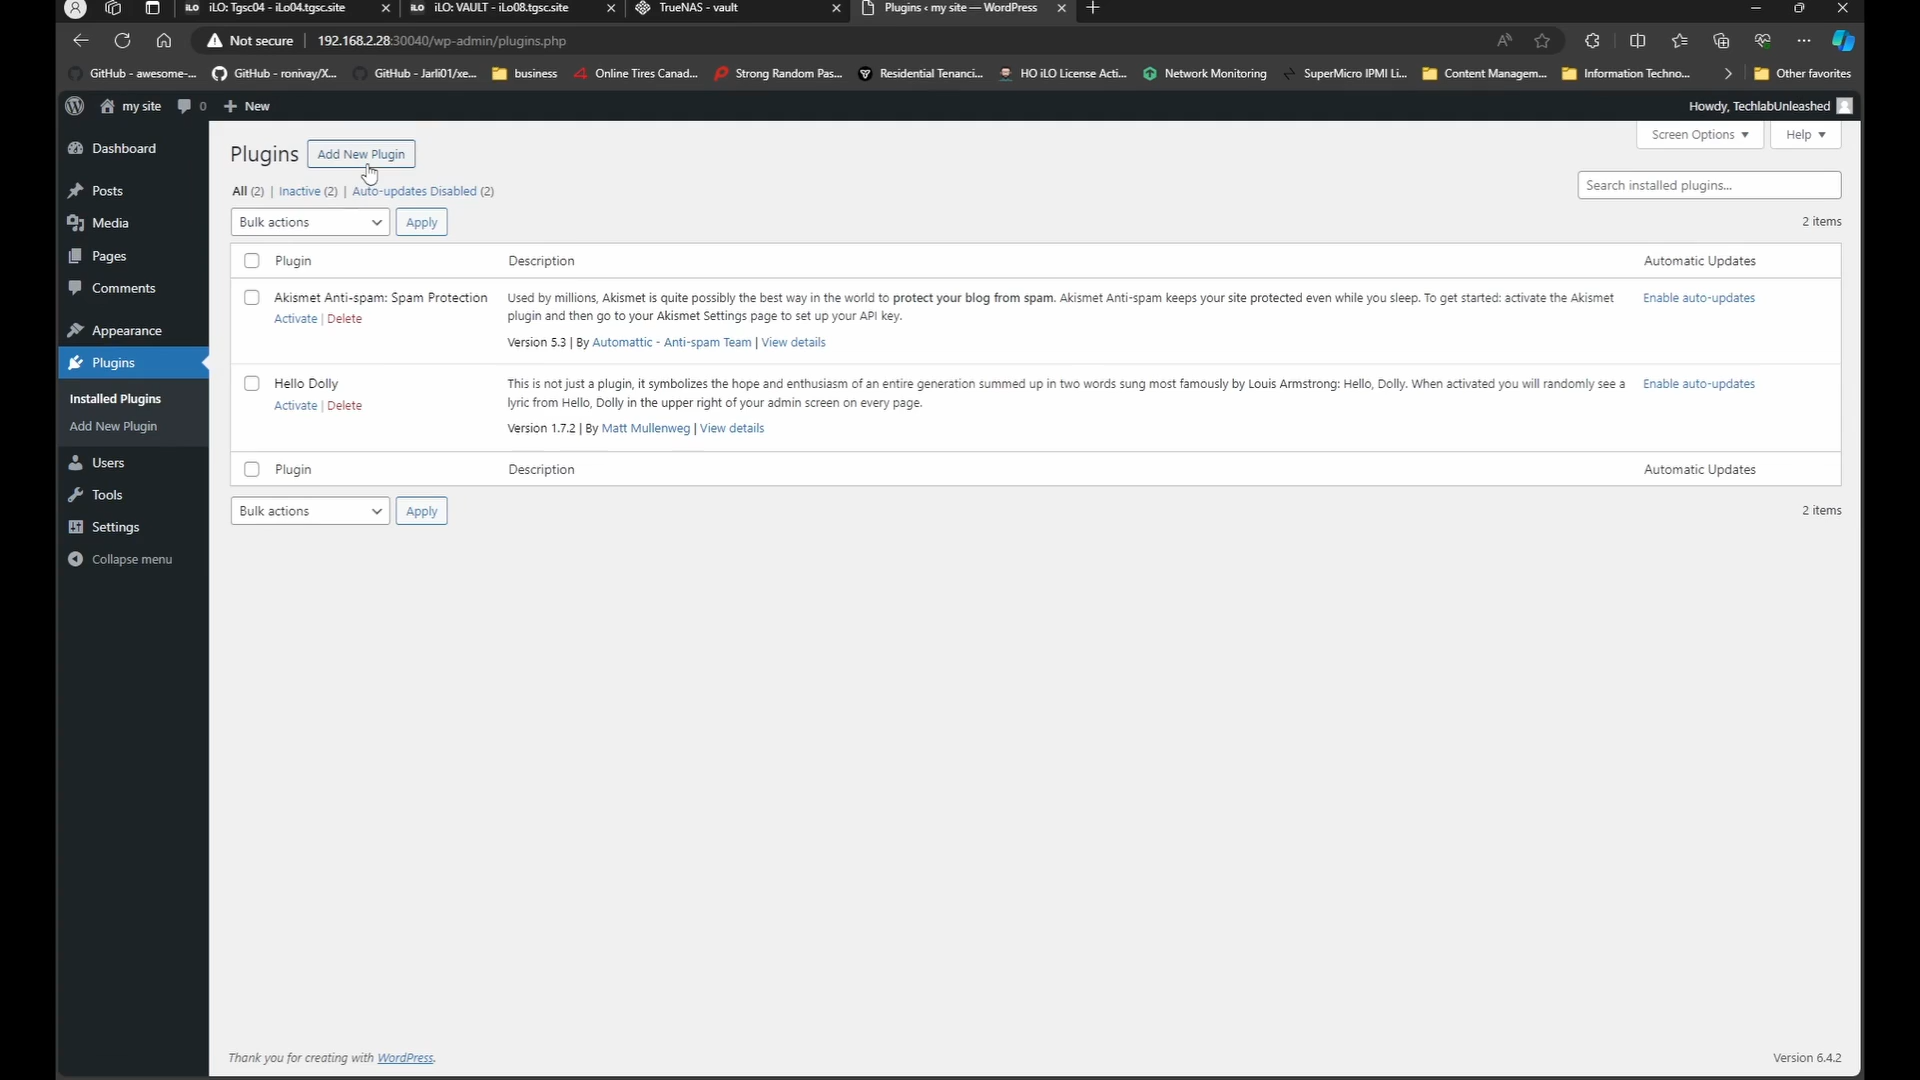 iLO: Tgsc04 - iLo04.tgsc.site
iLO: VAULT - iLo08.tgsc.site
TrueNAS - vault
Plugins ‹ my site — WordPress
Not secure
192.168.2.28:30040/wp-admin/plugins.php
GitHub - awesome-...
GitHub - ronivay/X...
GitHub - Jarli01/xe...
business
Online Tires Canad...
Strong Random Pas...
Residential Tenanci...
HO iLO License Acti...
Network Monitoring
SuperMicro IPMI Li...
Content Managem...
Information Techno...
Other favorites
my site
0
New
Howdy, TechlabUnleashed
Dashboard
Posts
Media
Pages
Comments
Appearance
Plugins
Installed Plugins
Add New Plugin
Users
Tools
Settings
Collapse menu
Plugins
Add New Plugin
Screen Options
Help
All (2) | Inactive (2) | Auto-updates Disabled (2)
Search installed plugins...
Bulk actions
Apply
2 items
Plugin
Description
Automatic Updates
Akismet Anti-spam: Spam Protection
Activate | Delete
Used by millions, Akismet is quite possibly the best way in the world to protect your blog from spam. Akismet Anti-spam keeps your site protected even while you sleep. To get started: activate the Akismet
plugin and then go to your Akismet Settings page to set up your API key.
Version 5.3 | By Automattic - Anti-spam Team | View details
Enable auto-updates
Hello Dolly
Activate | Delete
This is not just a plugin, it symbolizes the hope and enthusiasm of an entire generation summed up in two words sung most famously by Louis Armstrong: Hello, Dolly. When activated you will randomly see a
lyric from Hello, Dolly in the upper right of your admin screen on every page.
Version 1.7.2 | By Matt Mullenweg | View details
Enable auto-updates
Plugin
Description
Automatic Updates
Bulk actions
Apply
2 items
Thank you for creating with WordPress.
Version 6.4.2